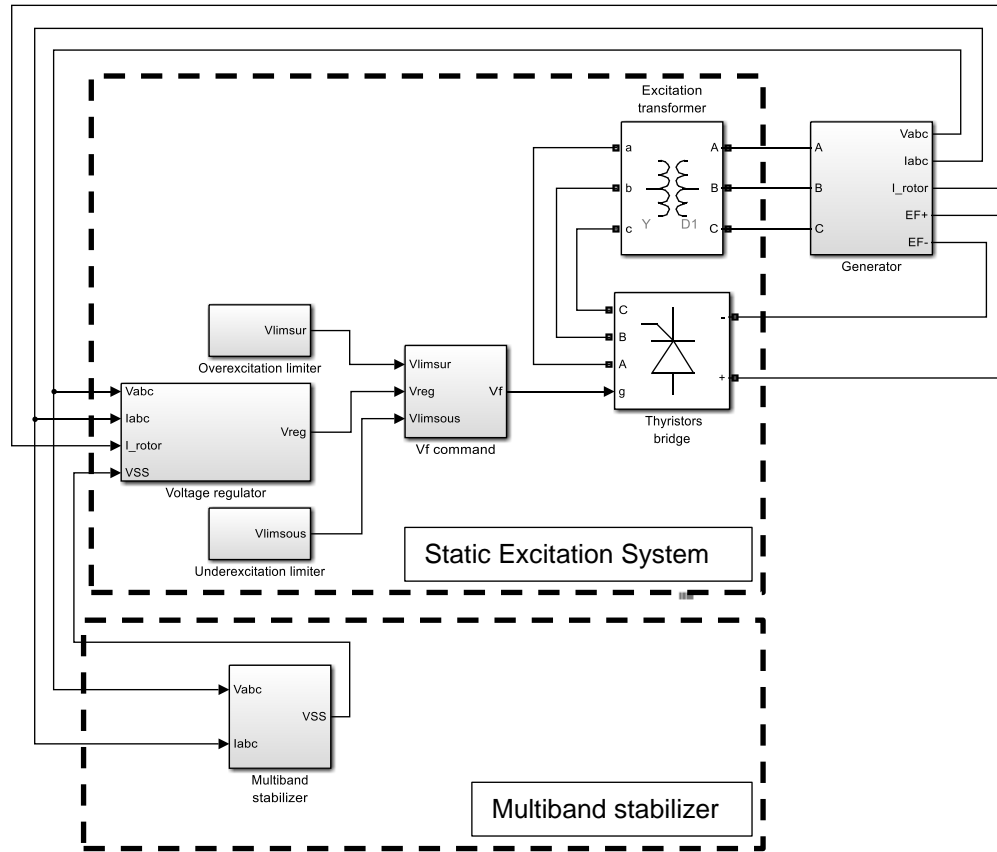 Excitation
transformer
a
A
b
B
c
C
Y
D1
A
B
C
Vabc
Iabc
I_rotor
EF+
EF-
Generator
C
B
A
g
-
+
Thyristors
bridge
Vlimsur
Overexcitation limiter
Vabc
Iabc
I_rotor
VSS
Vreg
Voltage regulator
Vlimsur
Vreg
Vlimsous
Vf
Vf command
Vlimsous
Underexcitation limiter
Static Excitation System
Vabc
Iabc
VSS
Multiband
stabilizer
Multiband stabilizer